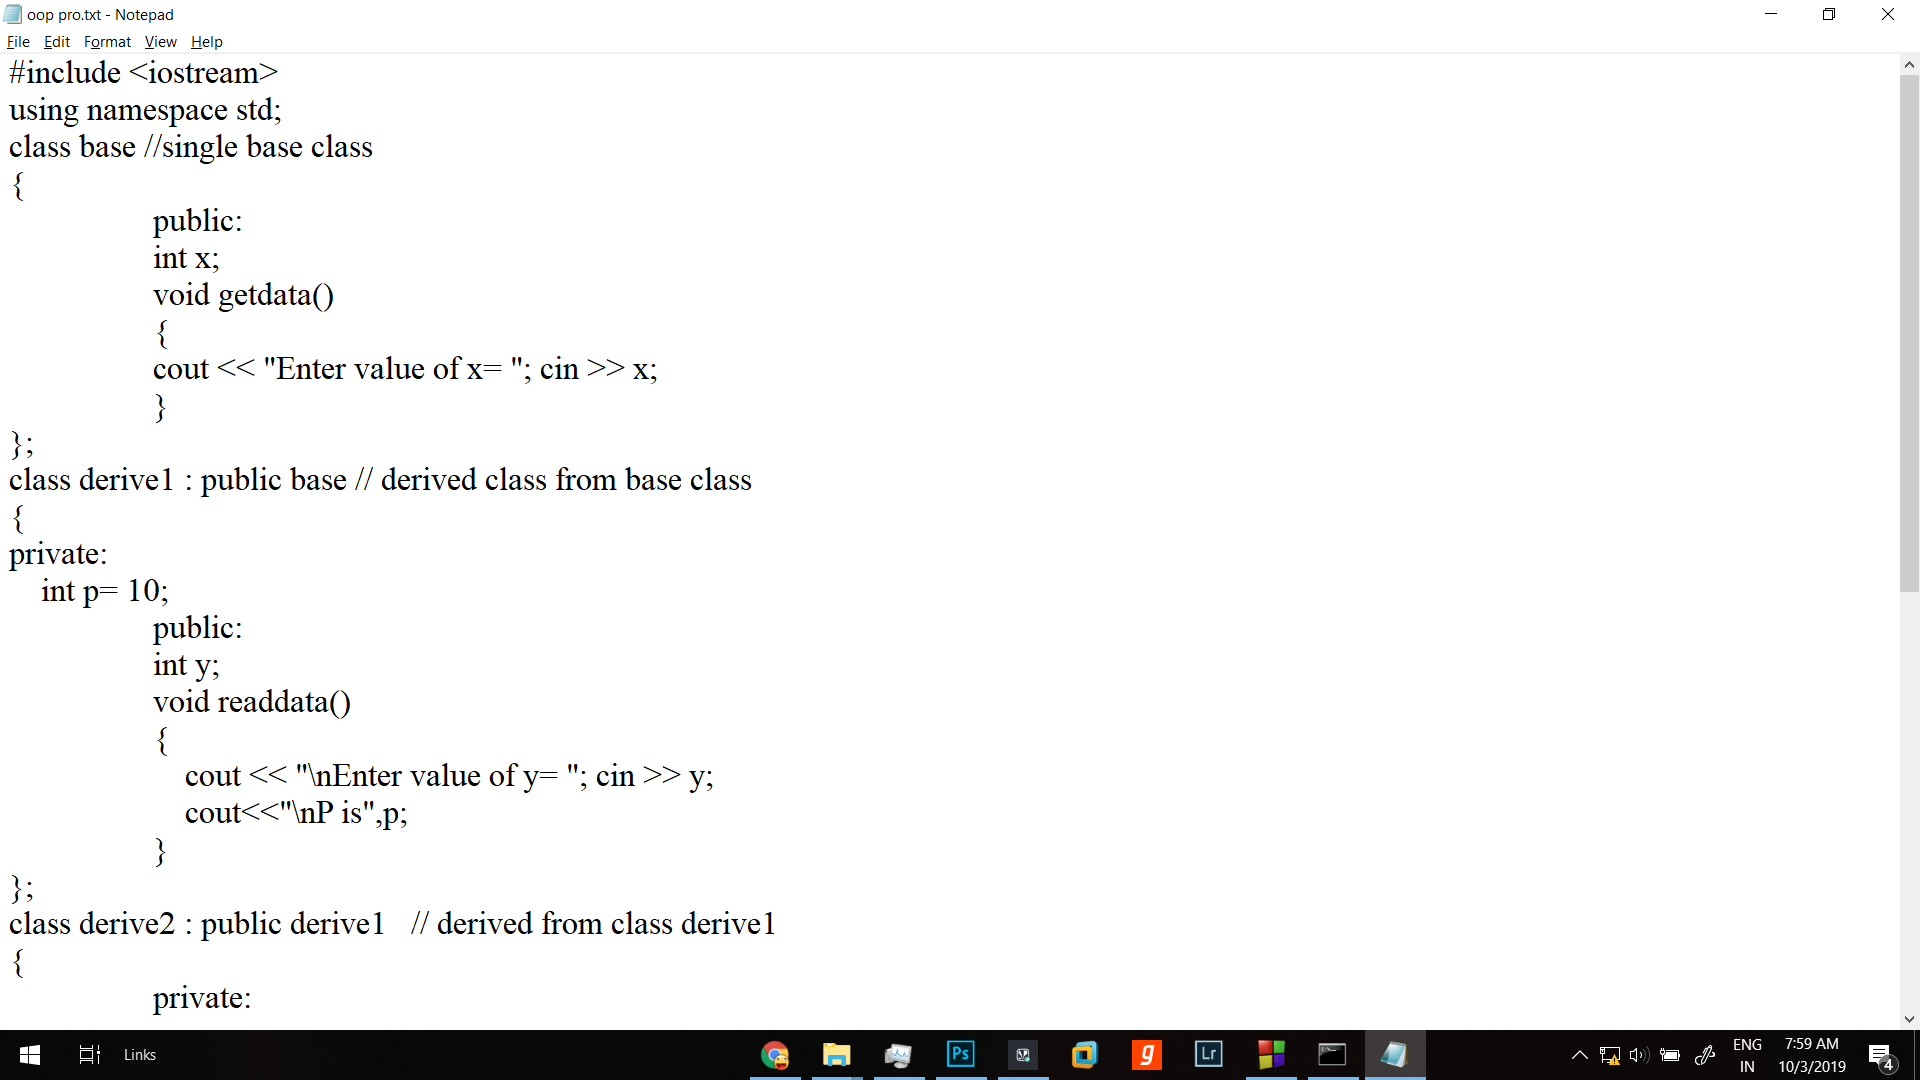 oop pro.txt - Notepad
File Edit Format View Help
#include <iostream>
using namespace std;
class base //single base class
{
public:
int x;
void getdata()
{
cout << "Enter value of x= "; cin >> x;
}
};
class derive1 : public base // derived class from base class
{
private:
int p= 10;
public:
int y;
void readdata()
{
cout << "\nEnter value of y= "; cin >> y;
cout<<"\nP is",p;
}
};
class derive2 : public derive1 // derived from class derive1
{
private:
Links
Ps
g
Lr
ENG
IN
7:59 AM
10/3/2019
4